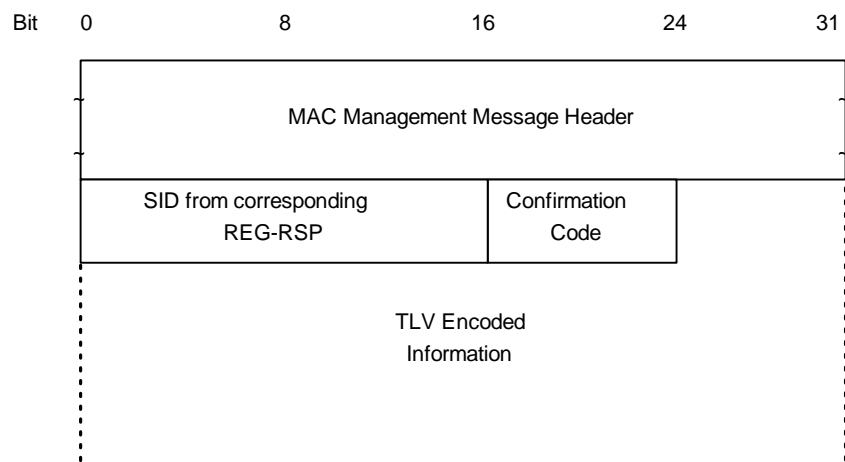 Bit 0 8 16 24 31
MAC Management Message Header
SID from corresponding
REG-RSP
Confirmation
Code
TLV Encoded
Information